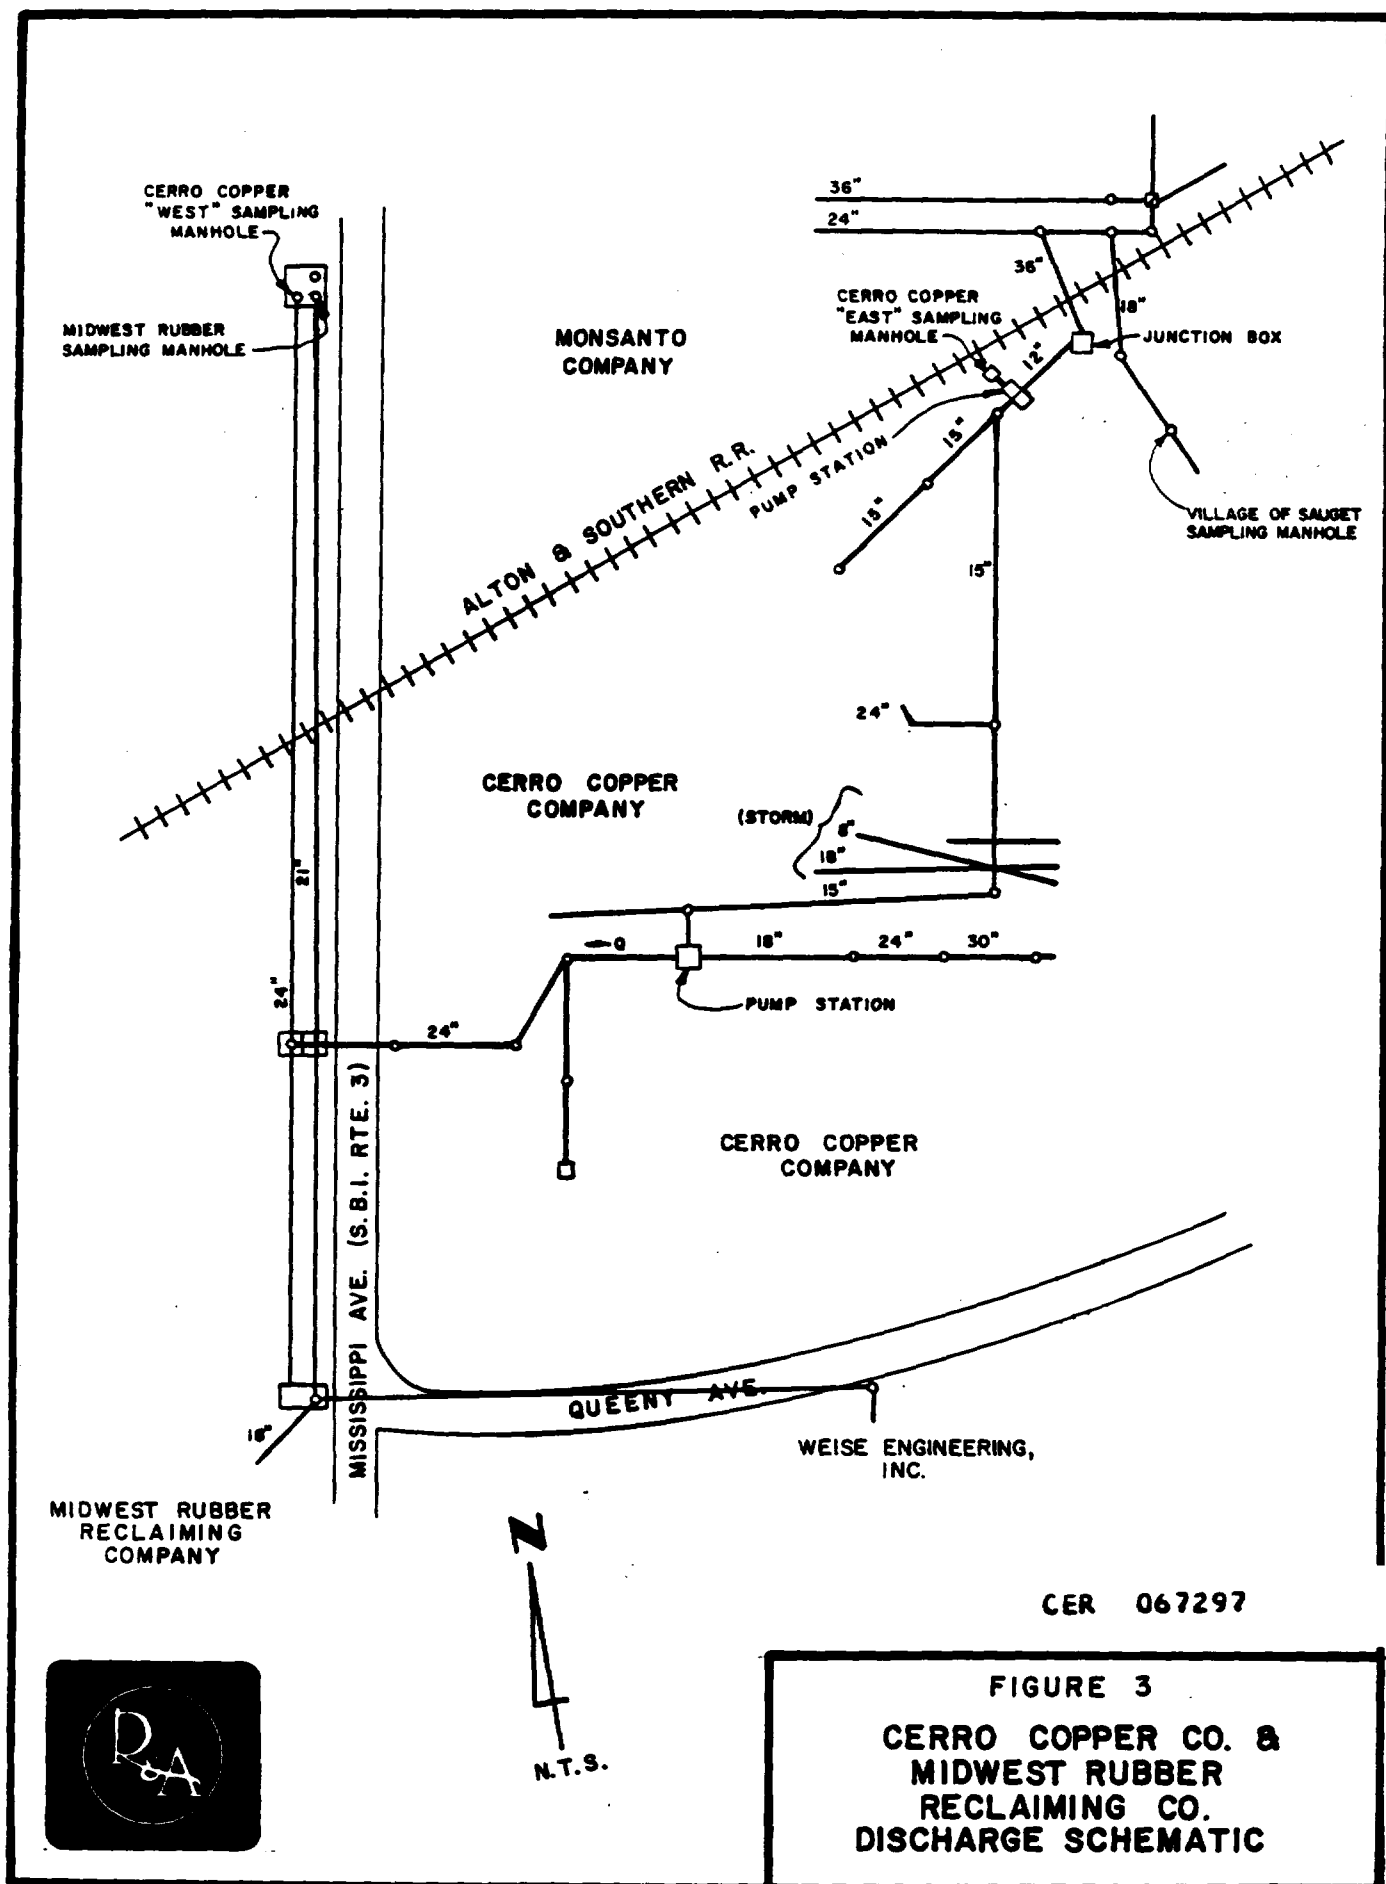 CERRO COPPER
"WEST" SAMPLING
MANHOLE
MIDWEST RUBBER
SAMPLING MANHOLE
36"
24"
36"
18"
CERRO COPPER
"EAST" SAMPLING
MANHOLE
12"
JUNCTION BOX
MONSANTO
COMPANY
ALTON & SOUTHERN R.R.
PUMP STATION
15"
15"
15"
VILLAGE OF SAUGET
SAMPLING MANHOLE
24"
CERRO COPPER
COMPANY
(STORM)
8"
18"
15"
21"
24"
Q
18"
24"
30"
PUMP STATION
24"
CERRO COPPER
COMPANY
MISSISSIPPI AVE. (S.B.I. RTE. 3)
QUEENY AVE.
18"
WEISE ENGINEERING,
INC.
MIDWEST RUBBER
RECLAIMING
COMPANY
N
N.T.S.
CER 067297
R&A
FIGURE 3
CERRO COPPER CO. &
MIDWEST RUBBER
RECLAIMING CO.
DISCHARGE SCHEMATIC